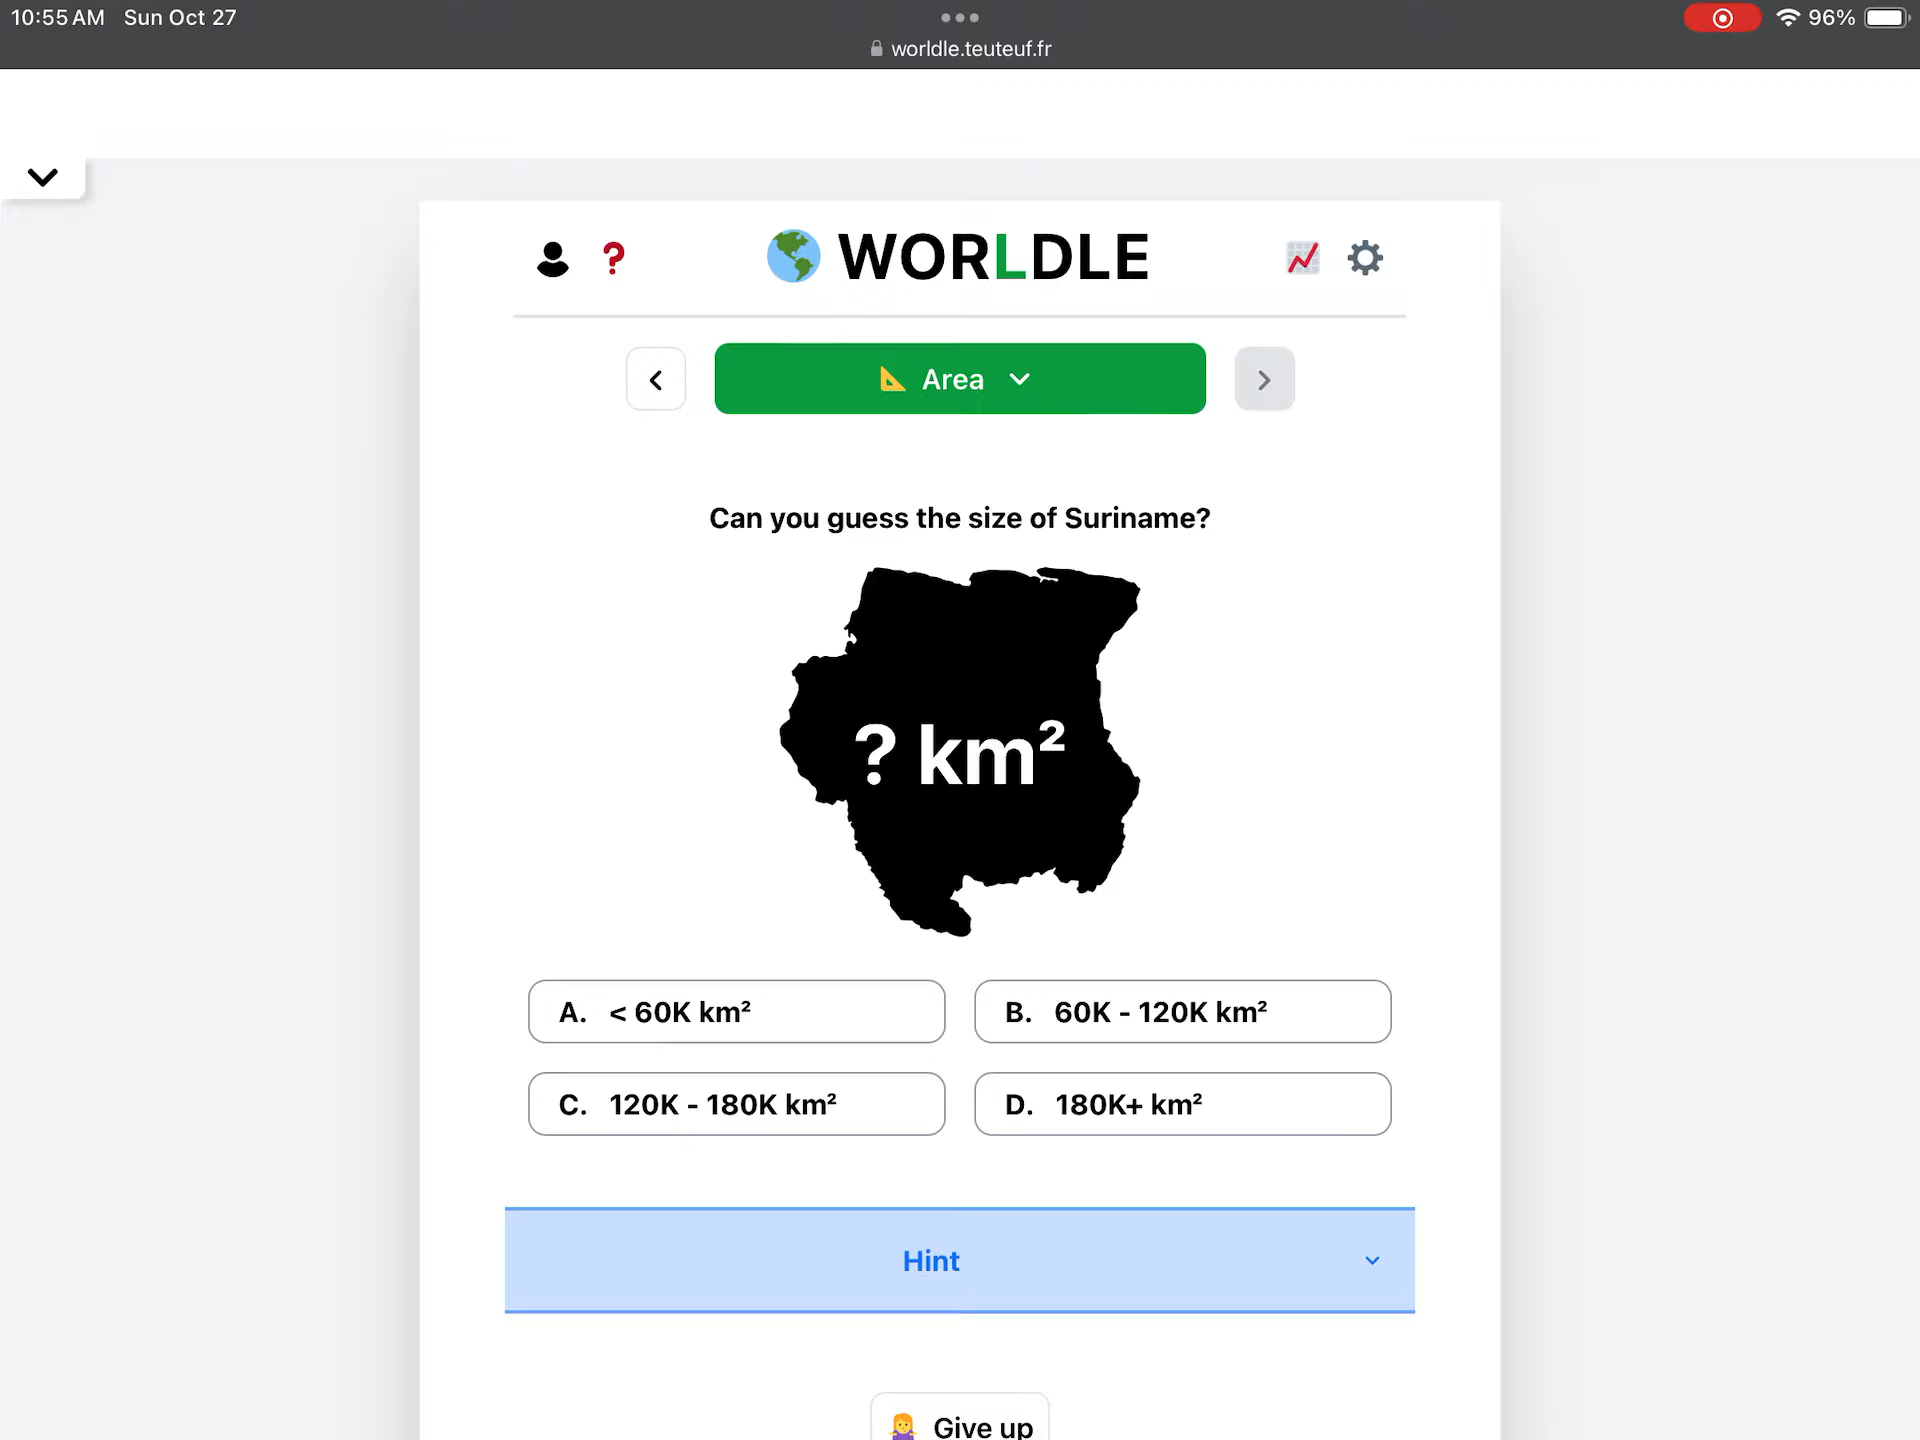 10:55 AM Sun Oct 27
96%
worldle.teuteuf.fr
? WORLDLE
Area
Can you guess the size of Suriname?
? km²
A. < 60K km²
B. 60K - 120K km²
C. 120K - 180K km²
D. 180K+ km²
Hint
Give up